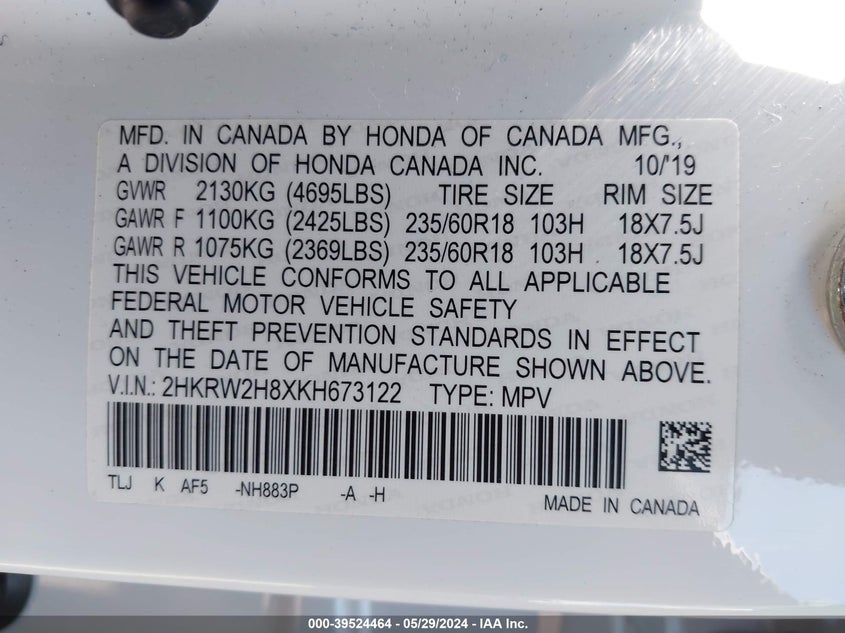 MFD. IN CANADA BY HONDA OF CANADA MFG.,
A DIVISION OF HONDA CANADA INC. 10/'19
GVWR 2130KG (4695LBS) TIRE SIZE RIM SIZE
GAWR F 1100KG (2425LBS) 235/60R18 103H 18X7.5J
GAWR R 1075KG (2369LBS) 235/60R18 103H 18X7.5J
THIS VEHICLE CONFORMS TO ALL APPLICABLE
FEDERAL MOTOR VEHICLE SAFETY
AND THEFT PREVENTION STANDARDS IN EFFECT
ON THE DATE OF MANUFACTURE SHOWN ABOVE.
V.I.N.: 2HKRW2H8XKH673122 TYPE: MPV
TLJ K AF5 -NH883P -A -H
MADE IN CANADA
000-39524464 - 05/29/2024 - IAA Inc.